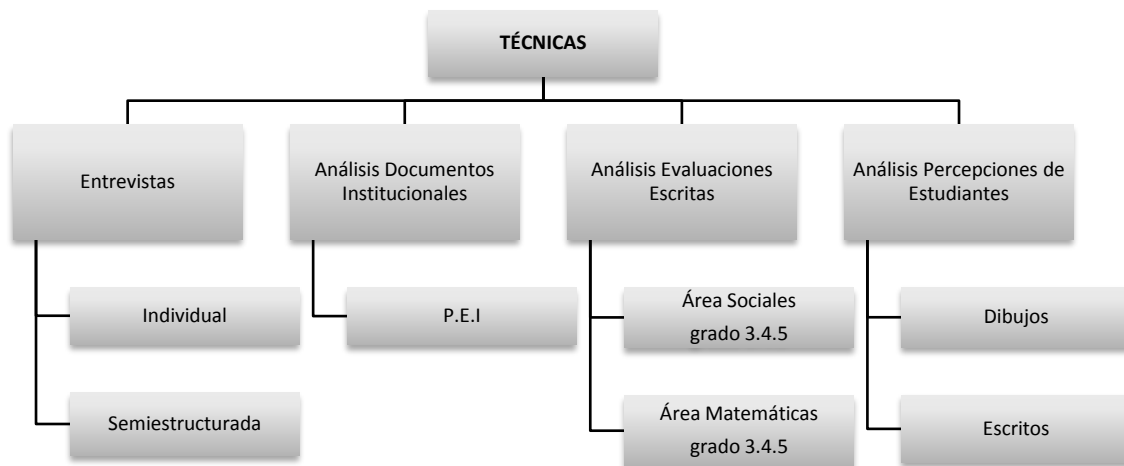 TÉCNICAS
Entrevistas
Análisis Documentos
Institucionales
Análisis Evaluaciones
Escritas
Análisis Percepciones de
Estudiantes
Individual
P.E.I
Área Sociales
grado 3.4.5
Dibujos
Semiestructurada
Área Matemáticas
grado 3.4.5
Escritos